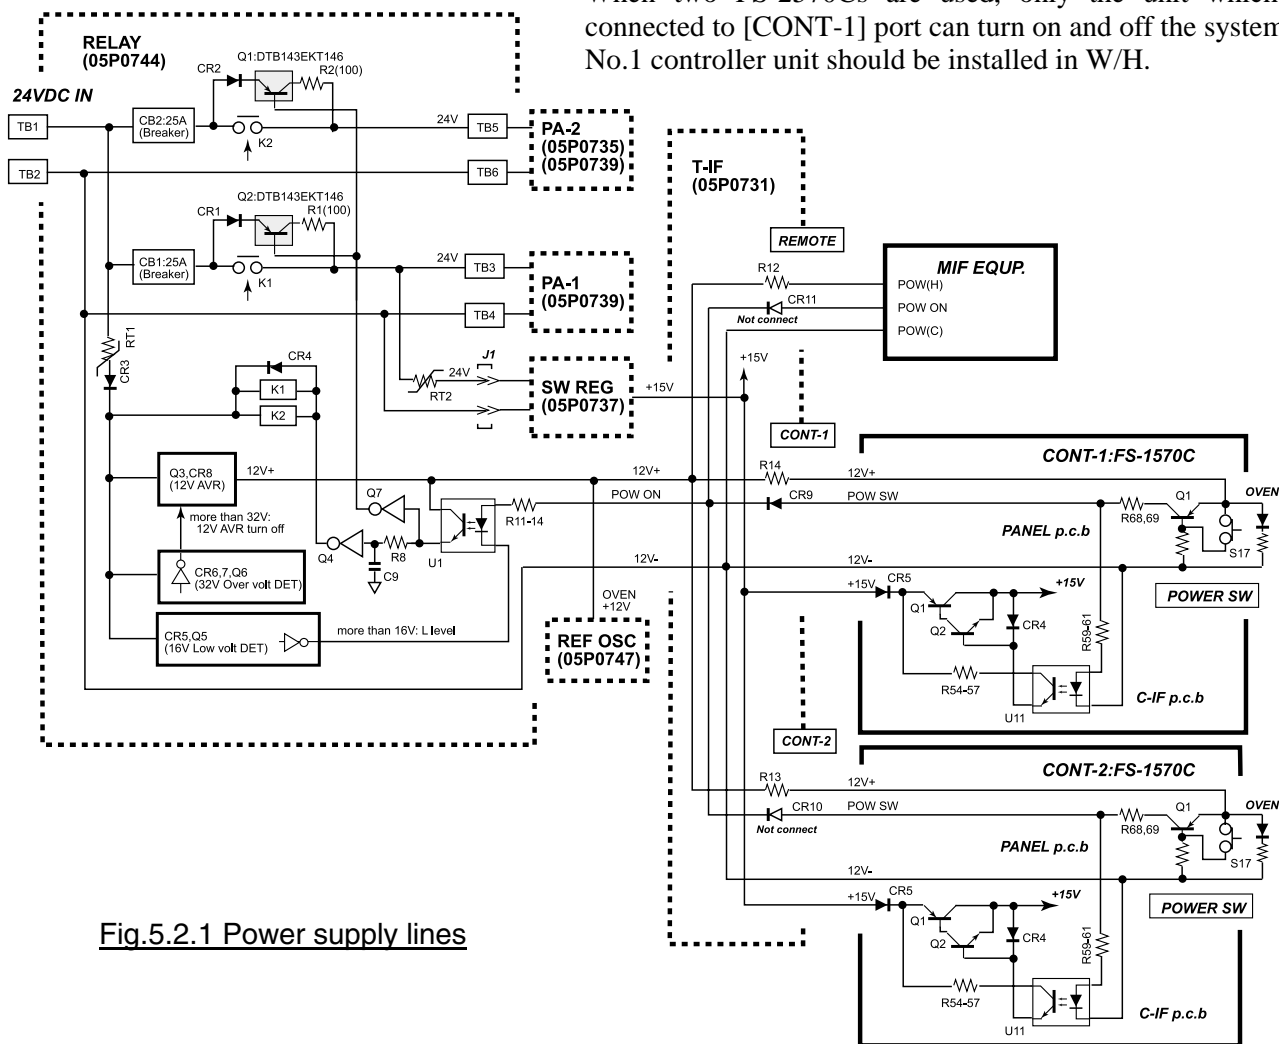 When two FS-2570Cs are used, only the unit which
connected to [CONT-1] port can turn on and off the system
No.1 controller unit should be installed in W/H.
RELAY
(05P0744)
Q1:DTB143EKT146
CR2
R2(100)
24VDC IN
TB1
CB2:25A
(Breaker)
K2
24V
TB5
PA-2
(05P0735)
(05P0739)
TB2
TB6
T-IF
(05P0731)
Q2:DTB143EKT146
CR1
R1(100)
REMOTE
CB1:25A
(Breaker)
K1
24V
TB3
PA-1
(05P0739)
TB4
R12
MIF EQUP.
POW(H)
CR11
POW ON
Not connect
POW(C)
RT1
CR3
CR4
K1
K2
J1
24V
RT2
SW REG
(05P0737)
+15V
+15V
CONT-1
CONT-1:FS-1570C
Q3,CR8
(12V AVR)
12V+
12V+
R14
12V+
Q1
OVEN
more than 32V:
12V AVR turn off
Q7
POW ON
R11-14
CR9
POW SW
R68,69
PANEL p.c.b
S17
Q4
R8
U1
C9
12V-
12V-
CR6,7,Q6
(32V Over volt DET)
+15V
CR5
+15V
POWER SW
Q1
Q2
CR4
R59-61
OVEN
+12V
CR5,Q5
(16V Low volt DET)
more than 16V: L level
REF OSC
(05P0747)
R54-57
U11
C-IF p.c.b
CONT-2
CONT-2:FS-1570C
R13
12V+
CR10
POW SW
Not connect
Q1
OVEN
R68,69
PANEL p.c.b
S17
12V-
+15V
CR5
+15V
POWER SW
Q1
Q2
CR4
R59-61
R54-57
U11
C-IF p.c.b
Fig.5.2.1 Power supply lines